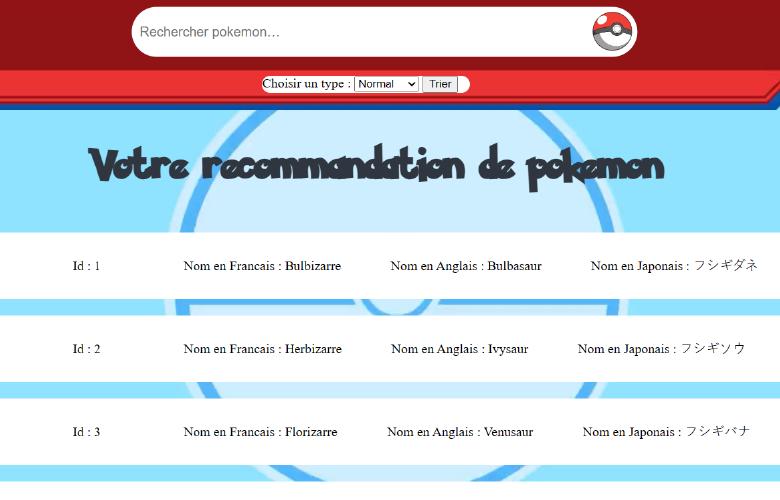 Rechercher pokemon...
Choisir un type : Normal Trier
Votre recommandation de pokemon
Id : 1 Nom en Francais : Bulbizarre Nom en Anglais : Bulbasaur Nom en Japonais : フシギダネ
Id : 2 Nom en Francais : Herbizarre Nom en Anglais : Ivysaur Nom en Japonais : フシギソウ
Id : 3 Nom en Francais : Florizarre Nom en Anglais : Venusaur Nom en Japonais : フシギバナ